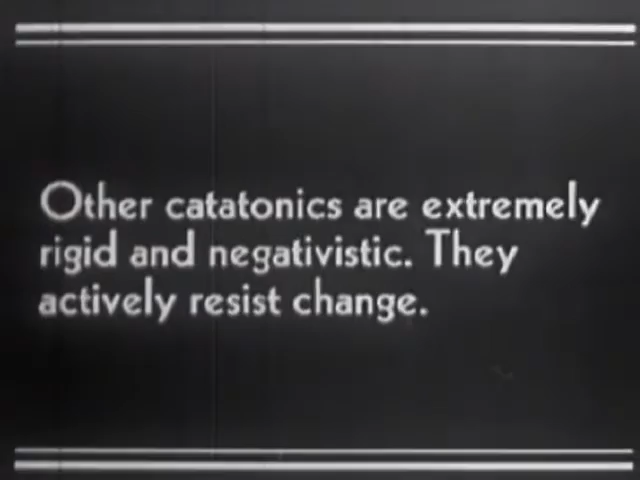 Other catatonics are extremely
rigid and negativistic. They
actively resist change.